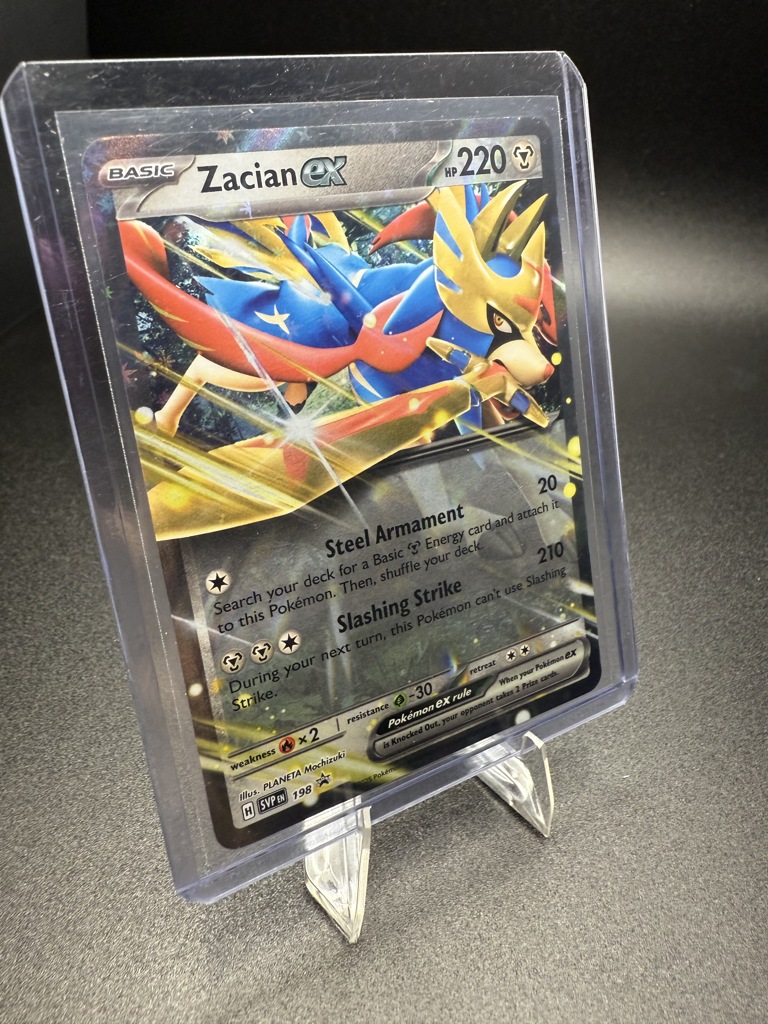 BASIC Zacian ex HP 220
Steel Armament 20
Search your deck for a Basic Energy card and attach it
to this Pokémon. Then, shuffle your deck.
Slashing Strike 210
During your next turn, this Pokémon can't use Slashing
Strike.
weakness ×2 resistance -30 retreat
Pokémon ex rule When your Pokémon ex
is Knocked Out, your opponent takes 2 Prize cards.
Illus. PLANETA Mochizuki
H SVP EN 198